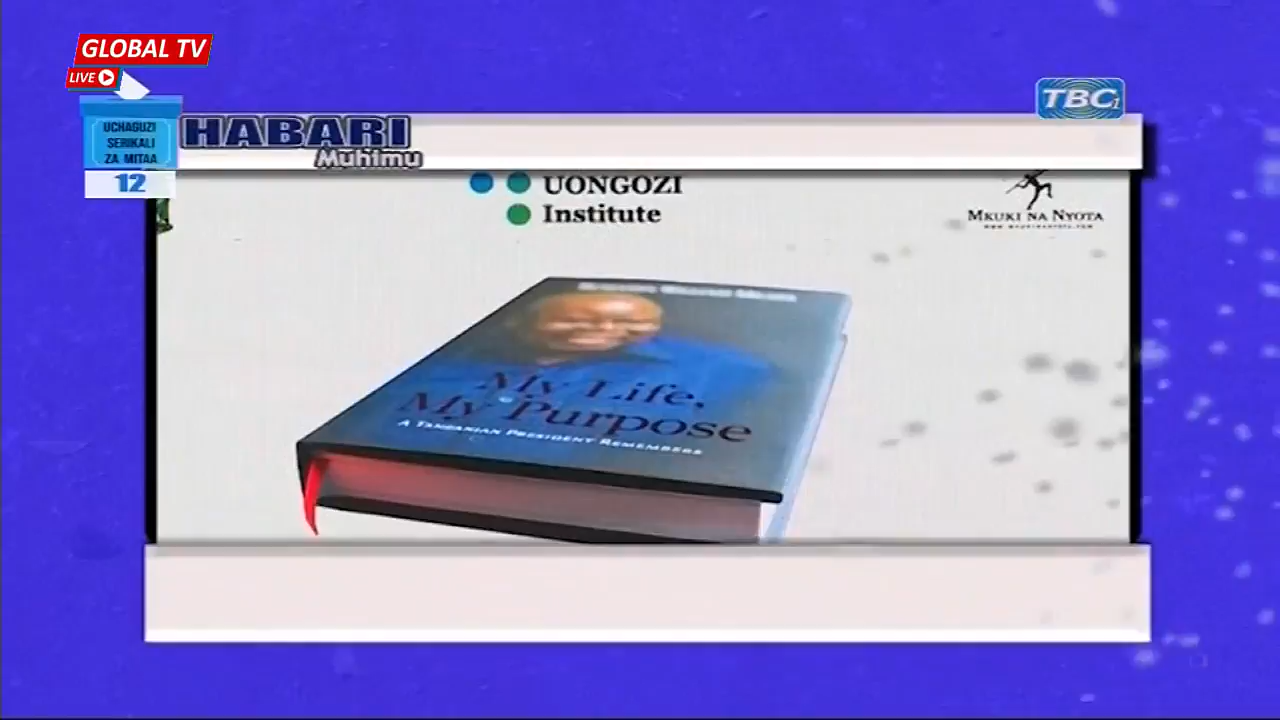 GLOBAL TV
LIVE
TBC1
UCHAGUZI
SERIKALI
ZA MITAA
12
HABARI
Muhimu
UONGOZI
Institute
MKUKI NA NYOTA
My Life,
My Purpose
A TANZANIAN PRESIDENT REMEMBERS